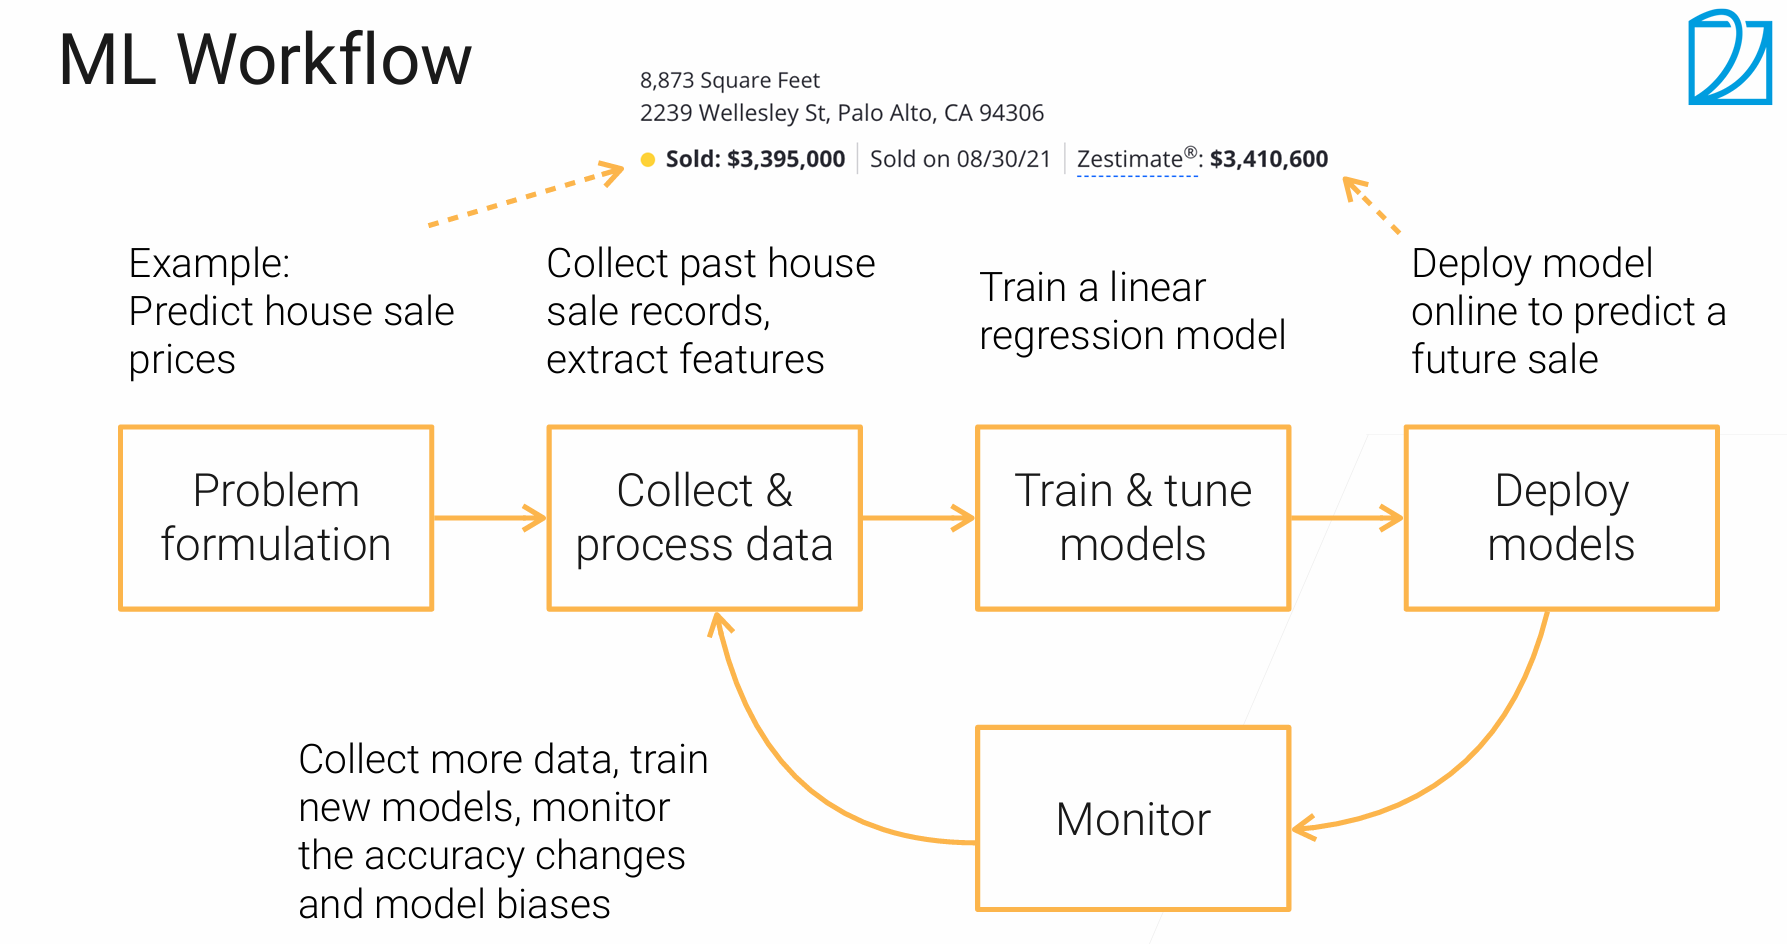 ML Workflow
8,873 Square Feet
2239 Wellesley St, Palo Alto, CA 94306
Sold: $3,395,000 Sold on 08/30/21 Zestimate®: $3,410,600
Example:
Predict house sale
prices
Collect past house
sale records,
extract features
Train a linear
regression model
Deploy model
online to predict a
future sale
Problem
formulation
Collect &
process data
Train & tune
models
Deploy
models
Collect more data, train
new models, monitor
the accuracy changes
and model biases
Monitor